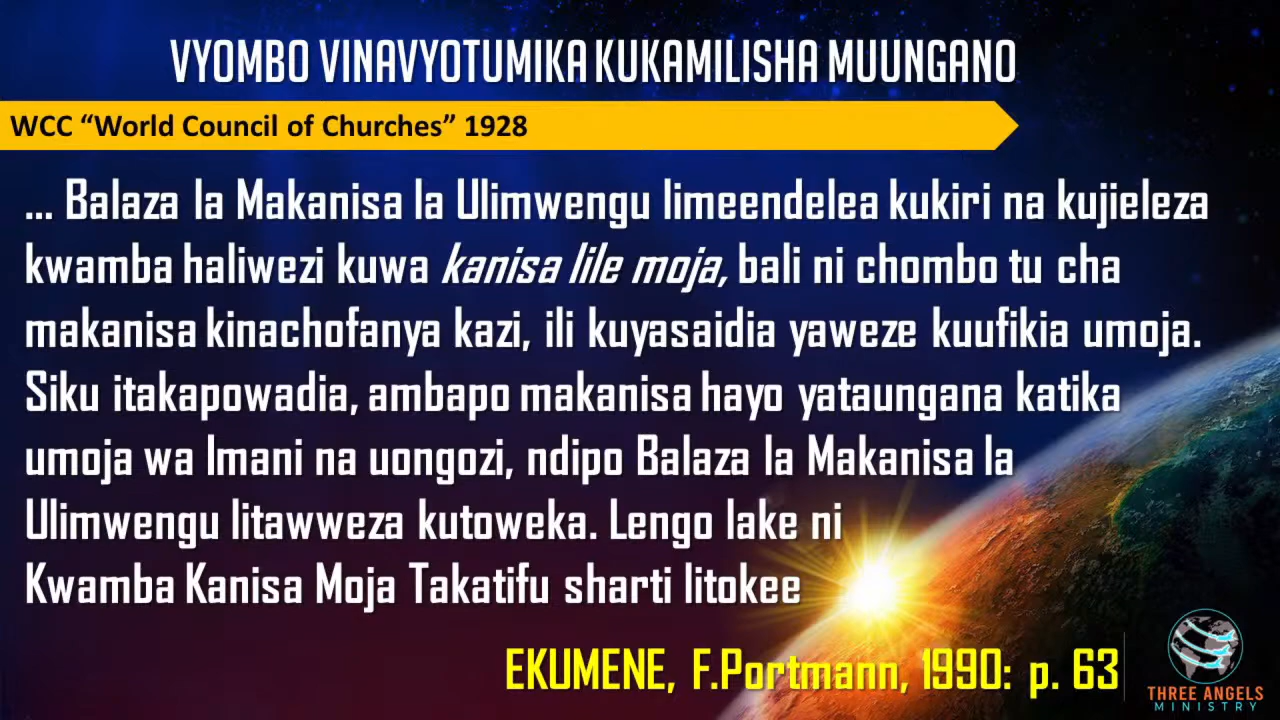 VYOMBO VINAVYOTUMIKA KUKAMILISHA MUUNGANO
WCC “World Council of Churches” 1928
... Balaza la Makanisa la Ulimwengu limeendelea kukiri na kujieleza
kwamba haliwezi kuwa kanisa lile moja, bali ni chombo tu cha
makanisa kinachofanya kazi, ili kuyasaidia yaweze kuufikia umoja.
Siku itakapowadia, ambapo makanisa hayo yataungana katika
umoja wa Imani na uongozi, ndipo Balaza la Makanisa la
Ulimwengu litawweza kutoweka. Lengo lake ni
Kwamba Kanisa Moja Takatifu sharti litokee
EKUMENE, F.Portmann, 1990: p. 63
THREE ANGELS
MINISTRY